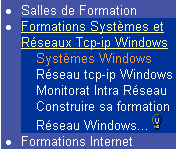 Salles de Formation
Formations Systèmes et
Réseaux Tcp-ip Windows
Systèmes Windows
Réseau tcp-ip Windows
Monitorat Intra Réseau
Construire sa formation
Réseau Windows...
Formations Internet